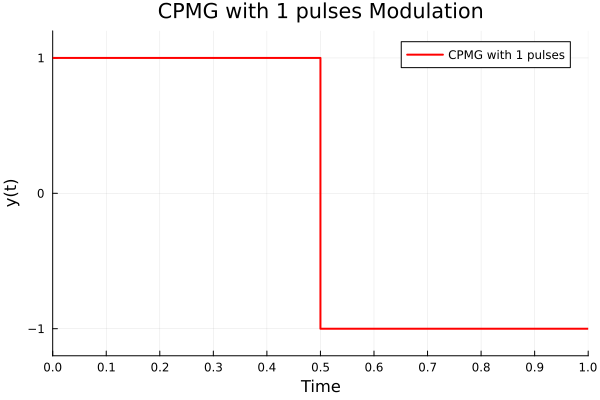 CPMG with 1 pulses Modulation
CPMG with 1 pulses
1
0
−1
y(t)
0.0 0.1 0.2 0.3 0.4 0.5 0.6 0.7 0.8 0.9 1.0
Time